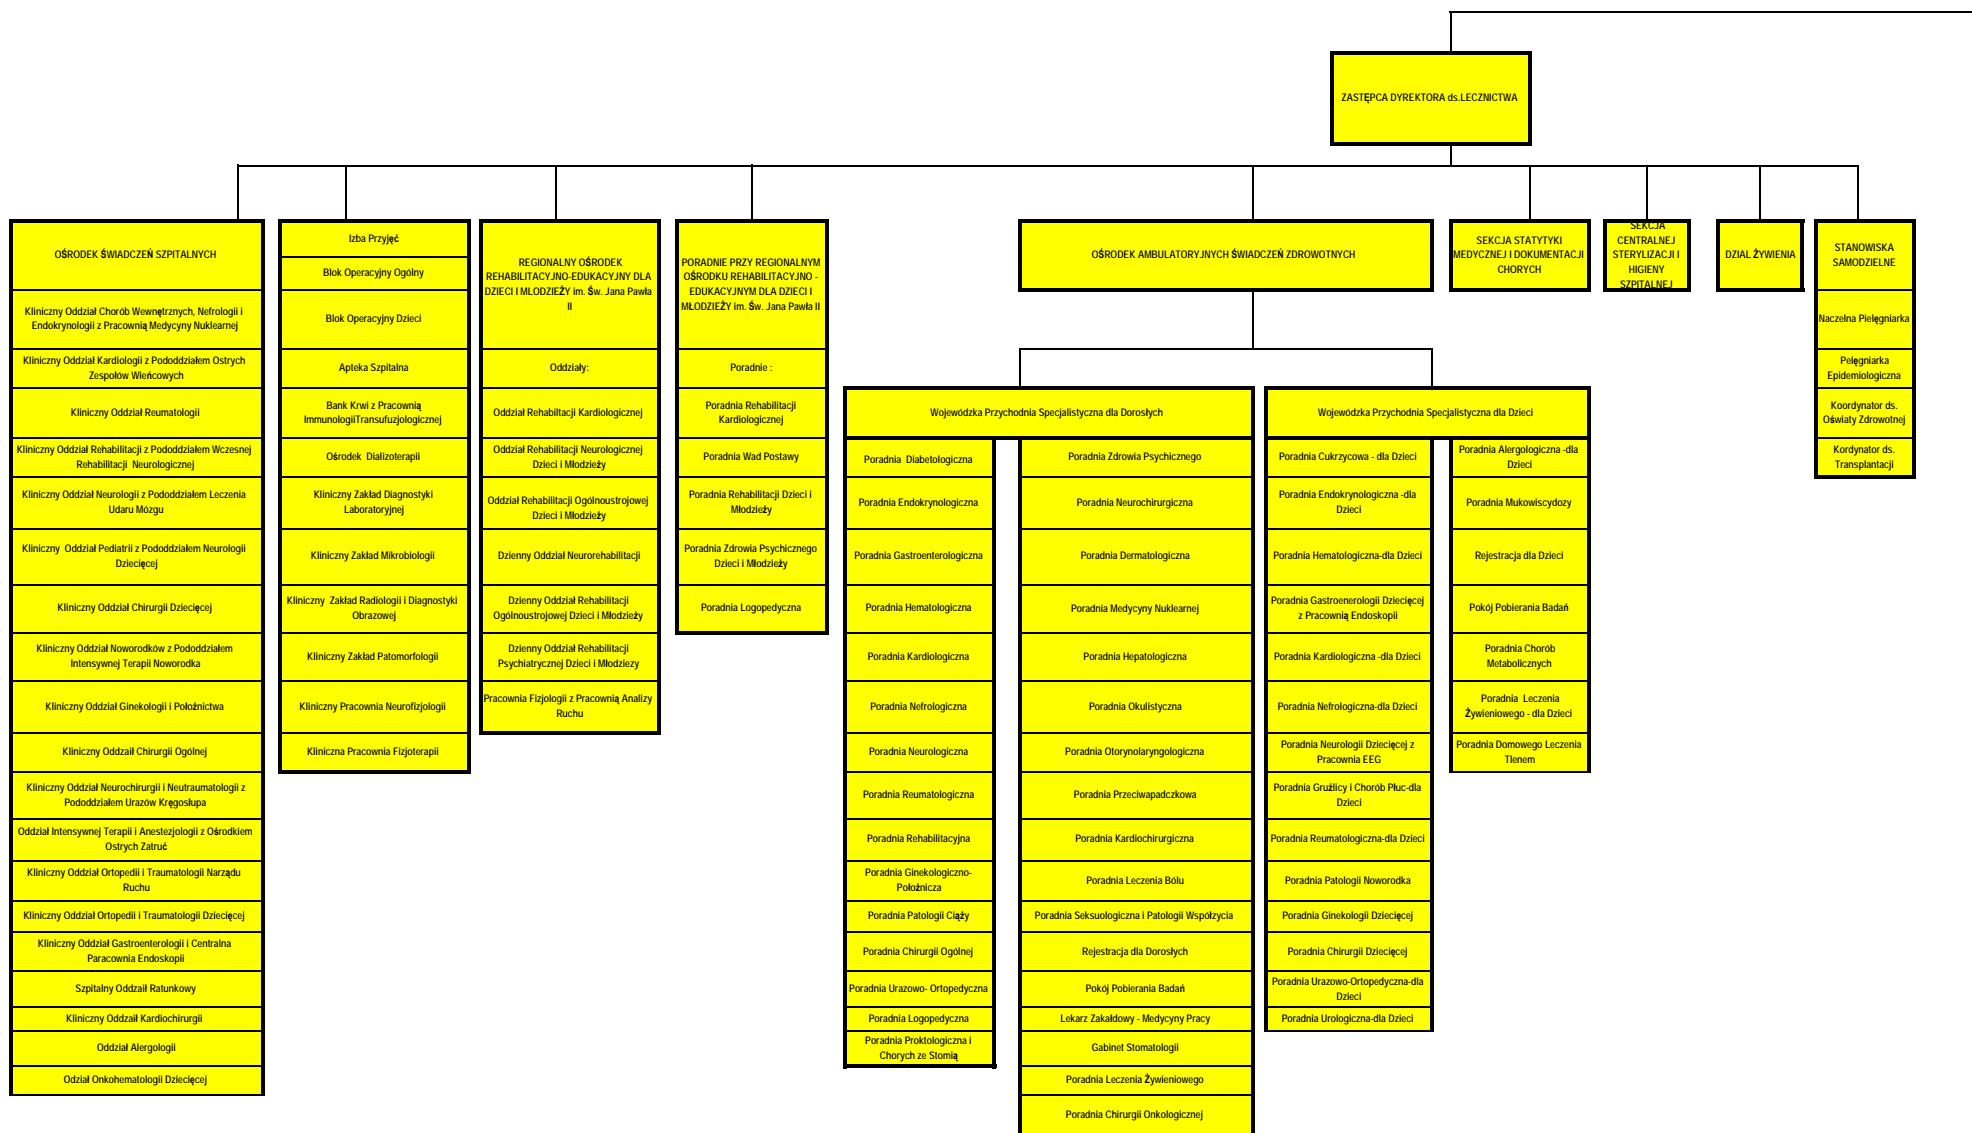 ZASTĘPCA DYREKTORA ds.LECZNICTWA
OŚRODEK ŚWIADCZEŃ SZPITALNYCH
Kliniczny Oddział Chorób Wewnętrznych, Nefrologii i
Endokrynologii z Pracownią Medycyny Nuklearnej
Kliniczny Oddział Kardiologii z Pododdziałem Ostrych
Zespołów Wieńcowych
Kliniczny Oddział Reumatologii
Kliniczny Oddział Rehabilitacji z Pododdziałem Wczesnej
Rehabilitacji Neurologicznej
Kliniczny Oddział Neurologii z Pododdziałem Leczenia
Udaru Mózgu
Kliniczny Oddział Pediatrii z Pododdziałem Neurologii
Dziecięcej
Kliniczny Oddział Chirurgii Dziecięcej
Kliniczny Oddział Noworodków z Pododdziałem
Intensywnej Terapii Noworodka
Kliniczny Oddział Ginekologii i Położnictwa
Kliniczny Oddzaił Chirurgii Ogólnej
Kliniczny Oddział Neurochirurgii i Neutraumatologii z
Pododdziałem Urazów Kręgosłupa
Oddział Intensywnej Terapii i Anestezjologii z Ośrodkiem
Ostrych Zatruć
Kliniczny Oddział Ortopedii i Traumatologii Narządu
Ruchu
Kliniczny Oddział Ortopedii i Traumatologii Dziecięcej
Kliniczny Oddział Gastroenterologii i Centralna
Paracownia Endoskopii
Szpitalny Oddzaił Ratunkowy
Kliniczny Oddzaił Kardiochirurgii
Oddział Alergologii
Odział Onkohematologii Dziecięcej
Izba Przyjęć
Blok Operacyjny Ogólny
Blok Operacyjny Dzieci
Apteka Szpitalna
Bank Krwi z Pracownią
ImmunologiiTransufuzjologicznej
Ośrodek Dializoterapii
Kliniczny Zakład Diagnostyki
Laboratoryjnej
Kliniczny Zakład Mikrobiologii
Kliniczny Zakład Radiologii i Diagnostyki
Obrazowej
Kliniczny Zakład Patomorfologii
Kliniczny Pracownia Neurofizjologii
Kliniczna Pracownia Fizjoterapii
REGIONALNY OŚRODEK
REHABILITACYJNO-EDUKACYJNY DLA
DZIECI I MLODZIEŻY im. Św. Jana Pawła
II
Oddziały:
Oddział Rehabiltacji Kardiologicznej
Oddział Rehabilitacji Neurologicznej
Dzieci i Młodzieży
Oddział Rehabilitacji Ogólnoustrojowej
Dzieci i Młodzieży
Dzienny Oddział Neurorehabilitacji
Dzienny Oddział Rehabilitacji
Ogólnoustrojowej Dzieci i Młodzieży
Dzienny Oddział Rehabilitacji
Psychiatrycznej Dzieci i Młodziezy
Pracownia Fizjologii z Pracownią Analizy
Ruchu
PORADNIE PRZY REGIONALNYM
OŚRODKU REHABILITACYJNO -
EDUKACYJNYM DLA DZIECI I
MŁODZIEŻY im. Św. Jana Pawła II
Poradnie :
Poradnia Rehabilitacji
Kardiologicznej
Poradnia Wad Postawy
Poradnia Rehabilitacji Dzieci i
Młodzieży
Poradnia Zdrowia Psychicznego
Dzieci i Młodzieży
Poradnia Logopedyczna
OŚRODEK AMBULATORYJNYCH ŚWIADCZEŃ ZDROWOTNYCH
Wojewódzka Przychodnia Specjalistyczna dla Dorosłych
Poradnia Diabetologiczna
Poradnia Endokrynologiczna
Poradnia Gastroenterologiczna
Poradnia Hematologiczna
Poradnia Kardiologiczna
Poradnia Nefrologiczna
Poradnia Neurologiczna
Poradnia Reumatologiczna
Poradnia Rehabilitacyjna
Poradnia Ginekologiczno-
Położnicza
Poradnia Patologii Ciąży
Poradnia Chirurgii Ogólnej
Poradnia Urazowo- Ortopedyczna
Poradnia Logopedyczna
Poradnia Proktologiczna i
Chorych ze Stomią
Poradnia Zdrowia Psychicznego
Poradnia Neurochirurgiczna
Poradnia Dermatologiczna
Poradnia Medycyny Nuklearnej
Poradnia Hepatologiczna
Poradnia Okulistyczna
Poradnia Otorynolaryngologiczna
Poradnia Przeciwapadczkowa
Poradnia Kardiochirurgiczna
Poradnia Leczenia Bólu
Poradnia Seksuologiczna i Patologii Współzycia
Rejestracja dla Dorosłych
Pokój Pobierania Badań
Lekarz Zakałdowy - Medycyny Pracy
Gabinet Stomatologii
Poradnia Leczenia Żywieniowego
Poradnia Chirurgii Onkologicznej
Wojewódzka Przychodnia Specjalistyczna dla Dzieci
Poradnia Cukrzycowa - dla Dzieci
Poradnia Endokrynologiczna -dla
Dzieci
Poradnia Hematologiczna-dla Dzieci
Poradnia Gastroenerologii Dziecięcej
z Pracownią Endoskopii
Poradnia Kardiologiczna -dla Dzieci
Poradnia Nefrologiczna-dla Dzieci
Poradnia Neurologii Dziecięcej z
Pracownia EEG
Poradnia Gruźlicy i Chorób Płuc-dla
Dzieci
Poradnia Reumatologiczna-dla Dzieci
Poradnia Patologii Noworodka
Poradnia Ginekologii Dziecięcej
Poradnia Chirurgii Dziecięcej
Poradnia Urazowo-Ortopedyczna-dla
Dzieci
Poradnia Urologiczna-dla Dzieci
Poradnia Alergologiczna -dla
Dzieci
Poradnia Mukowiscydozy
Rejestracja dla Dzieci
Pokój Pobierania Badań
Poradnia Chorób
Metabolicznych
Poradnia Leczenia
Żywieniowego - dla Dzieci
Poradnia Domowego Leczenia
Tlenem
SEKCJA STATYTYKI
MEDYCZNEJ I DOKUMENTACJI
CHORYCH
SEKCJA
CENTRALNEJ
STERYLIZACJI I
HIGIENY
SZPITALNEJ
DZIAL ŻYWIENIA
STANOWISKA
SAMODZIELNE
Naczelna Pielęgniarka
Pelęgniarka
Epidemiologiczna
Koordynator ds.
Oświaty Zdrowotnej
Kordynator ds.
Transplantacji